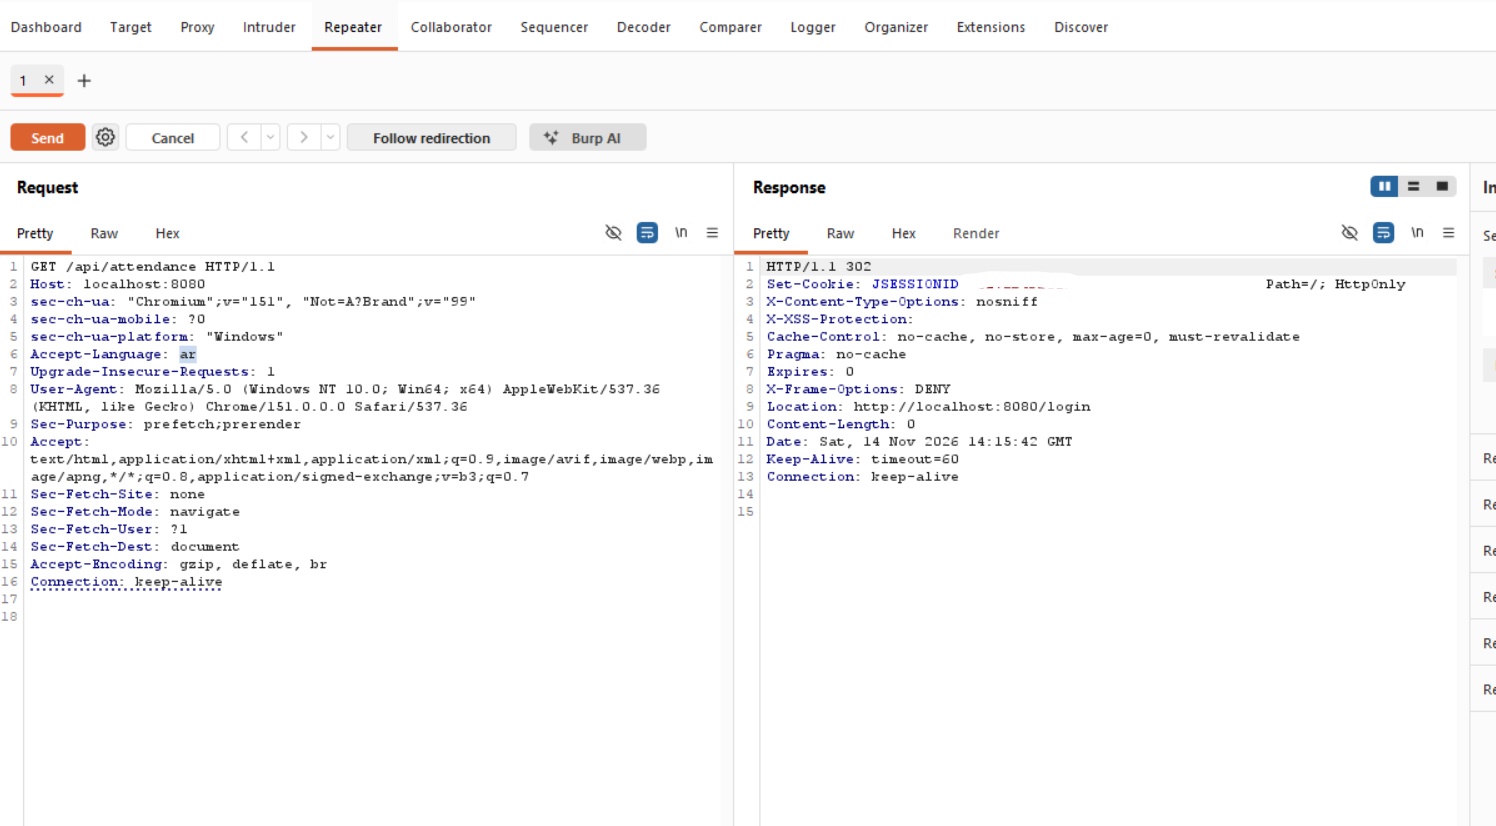 Dashboard Target Proxy Intruder Repeater Collaborator Sequencer Decoder Comparer Logger Organizer Extensions Discover
1 × +
Send Cancel < > Follow redirection Burp AI
Request
Pretty Raw Hex \n
1 GET /api/attendance HTTP/1.1
2 Host: localhost:8080
3 sec-ch-ua: "Chromium";v="151", "Not=A?Brand";v="99"
4 sec-ch-ua-mobile: ?0
5 sec-ch-ua-platform: "Windows"
6 Accept-Language: ar
7 Upgrade-Insecure-Requests: 1
8 User-Agent: Mozilla/5.0 (Windows NT 10.0; Win64; x64) AppleWebKit/537.36
(KHTML, like Gecko) Chrome/151.0.0.0 Safari/537.36
9 Sec-Purpose: prefetch;prerender
10 Accept:
text/html,application/xhtml+xml,application/xml;q=0.9,image/avif,image/webp,im
age/apng,*/*;q=0.8,application/signed-exchange;v=b3;q=0.7
11 Sec-Fetch-Site: none
12 Sec-Fetch-Mode: navigate
13 Sec-Fetch-User: ?1
14 Sec-Fetch-Dest: document
15 Accept-Encoding: gzip, deflate, br
16 Connection: keep-alive
17
18
Response
Pretty Raw Hex Render \n
1 HTTP/1.1 302
2 Set-Cookie: JSESSIONID Path=/; HttpOnly
3 X-Content-Type-Options: nosniff
4 X-XSS-Protection:
5 Cache-Control: no-cache, no-store, max-age=0, must-revalidate
6 Pragma: no-cache
7 Expires: 0
8 X-Frame-Options: DENY
9 Location: http://localhost:8080/login
10 Content-Length: 0
11 Date: Sat, 14 Nov 2026 14:15:42 GMT
12 Keep-Alive: timeout=60
13 Connection: keep-alive
14
15
In
Se
Re
Re
Re
Re
Re
Re